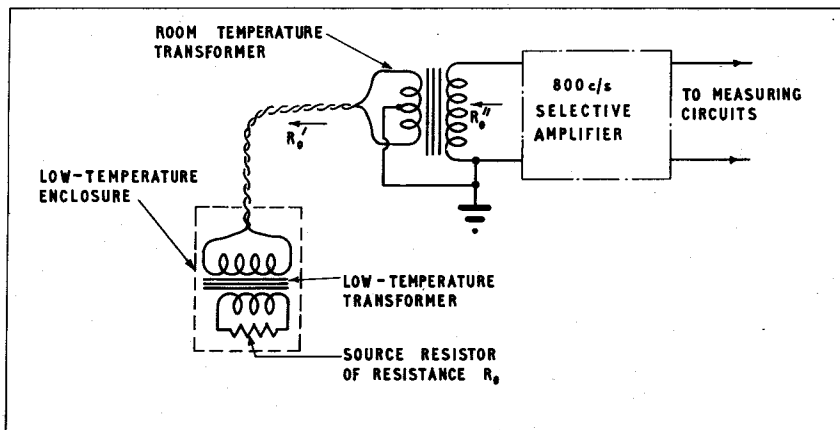 ROOM TEMPERATURE
TRANSFORMER
800 c/s
SELECTIVE
AMPLIFIER
TO MEASURING
CIRCUITS
R₀'
R₀''
LOW-TEMPERATURE
ENCLOSURE
LOW-TEMPERATURE
TRANSFORMER
SOURCE RESISTOR
OF RESISTANCE R₀